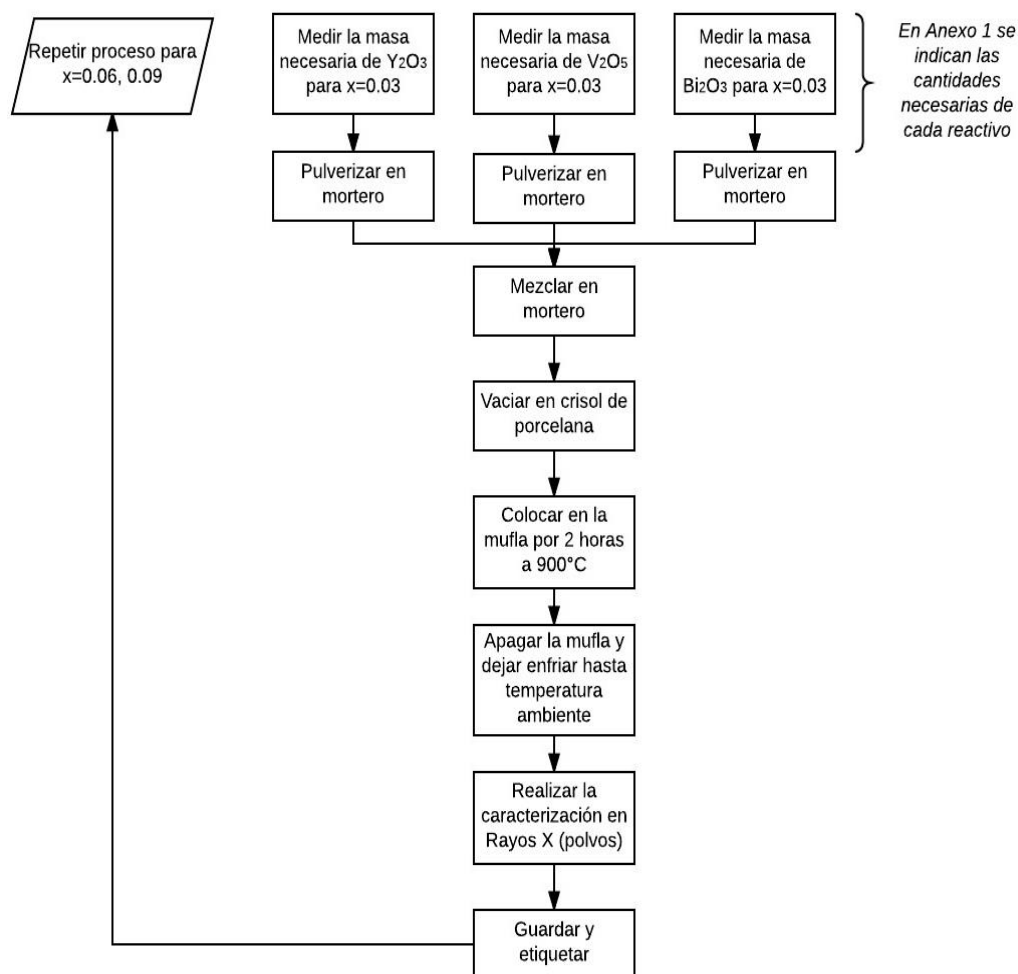 Repetir proceso para
x=0.06, 0.09
Medir la masa
necesaria de Y2O3
para x=0.03
Medir la masa
necesaria de V2O5
para x=0.03
Medir la masa
necesaria de
Bi2O3 para x=0.03
En Anexo 1 se
indican las
cantidades
necesarias de
cada reactivo
Pulverizar en
mortero
Pulverizar en
mortero
Pulverizar en
mortero
Mezclar en
mortero
Vaciar en crisol de
porcelana
Colocar en la
mufla por 2 horas
a 900°C
Apagar la mufla y
dejar enfriar hasta
temperatura
ambiente
Realizar la
caracterización en
Rayos X (polvos)
Guardar y
etiquetar